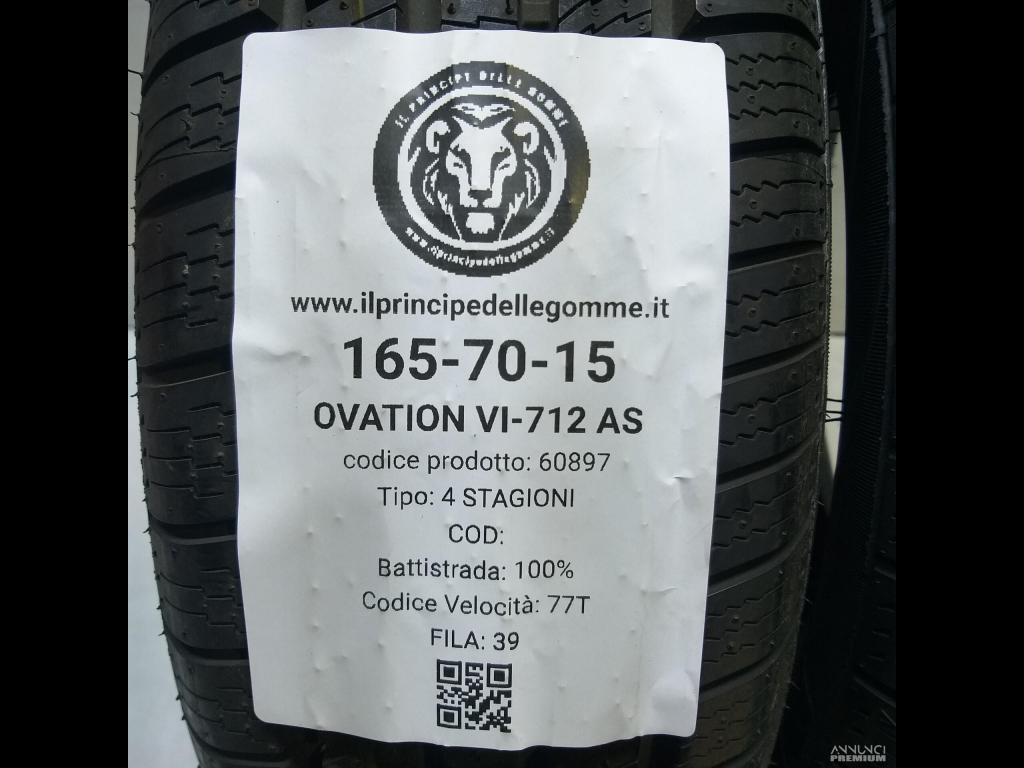 IL PRINCIPE DELLE GOMME
www.ilprincipedellegomme.it
www.ilprincipedellegomme.it
165-70-15
OVATION VI-712 AS
codice prodotto: 60897
Tipo: 4 STAGIONI
COD:
Battistrada: 100%
Codice Velocità: 77T
FILA: 39
ANNUNCI
PREMIUM